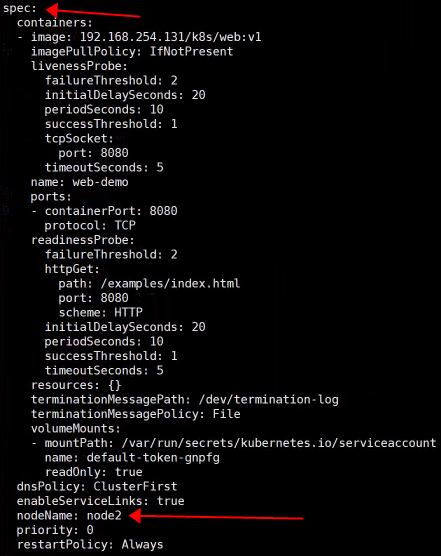 spec:
  containers:
  - image: 192.168.254.131/k8s/web:v1
    imagePullPolicy: IfNotPresent
    livenessProbe:
      failureThreshold: 2
      initialDelaySeconds: 20
      periodSeconds: 10
      successThreshold: 1
      tcpSocket:
        port: 8080
      timeoutSeconds: 5
    name: web-demo
    ports:
    - containerPort: 8080
      protocol: TCP
    readinessProbe:
      failureThreshold: 2
      httpGet:
        path: /examples/index.html
        port: 8080
        scheme: HTTP
      initialDelaySeconds: 20
      periodSeconds: 10
      successThreshold: 1
      timeoutSeconds: 5
    resources: {}
    terminationMessagePath: /dev/termination-log
    terminationMessagePolicy: File
    volumeMounts:
    - mountPath: /var/run/secrets/kubernetes.io/serviceaccount
      name: default-token-gnpfg
      readOnly: true
  dnsPolicy: ClusterFirst
  enableServiceLinks: true
  nodeName: node2
  priority: 0
  restartPolicy: Always